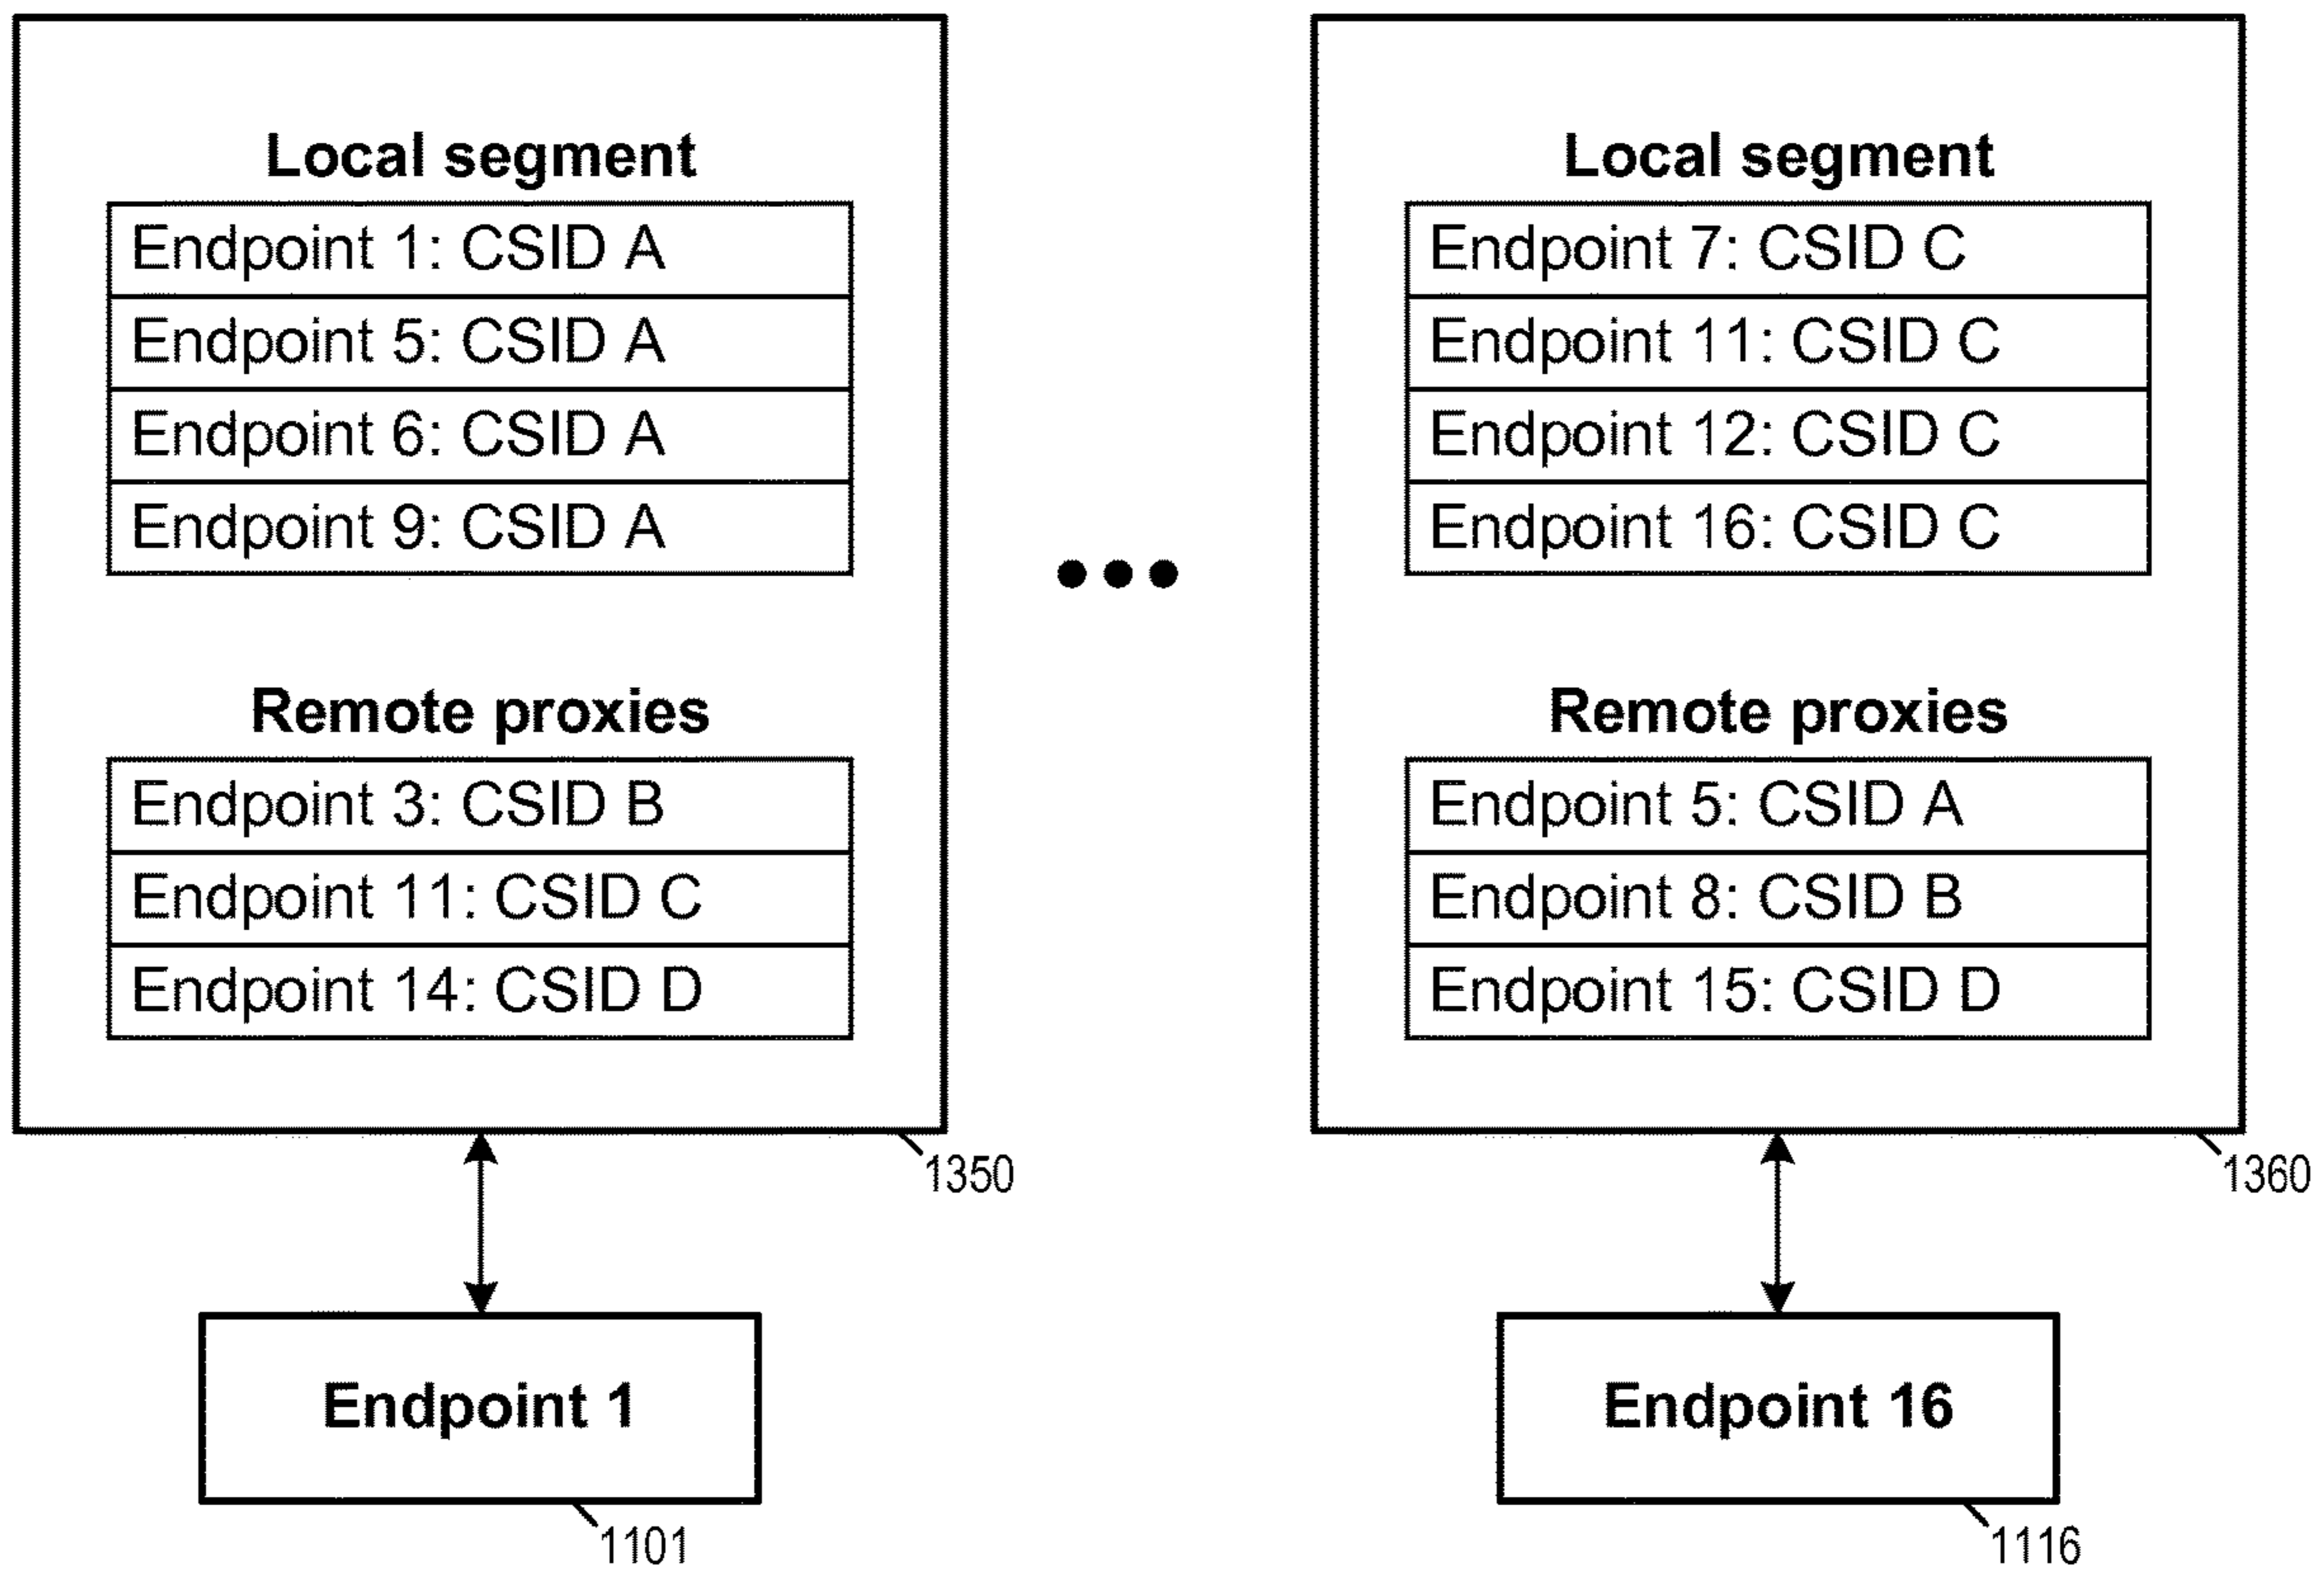 Local segment
Endpoint 1: CSID A
Endpoint 5: CSID A
Endpoint 6: CSID A
Endpoint 9: CSID A
Remote proxies
Endpoint 3: CSID B
Endpoint 11: CSID C
Endpoint 14: CSID D
1350
Endpoint 1
1101
Local segment
Endpoint 7: CSID C
Endpoint 11: CSID C
Endpoint 12: CSID C
Endpoint 16: CSID C
Remote proxies
Endpoint 5: CSID A
Endpoint 8: CSID B
Endpoint 15: CSID D
1360
Endpoint 16
1116